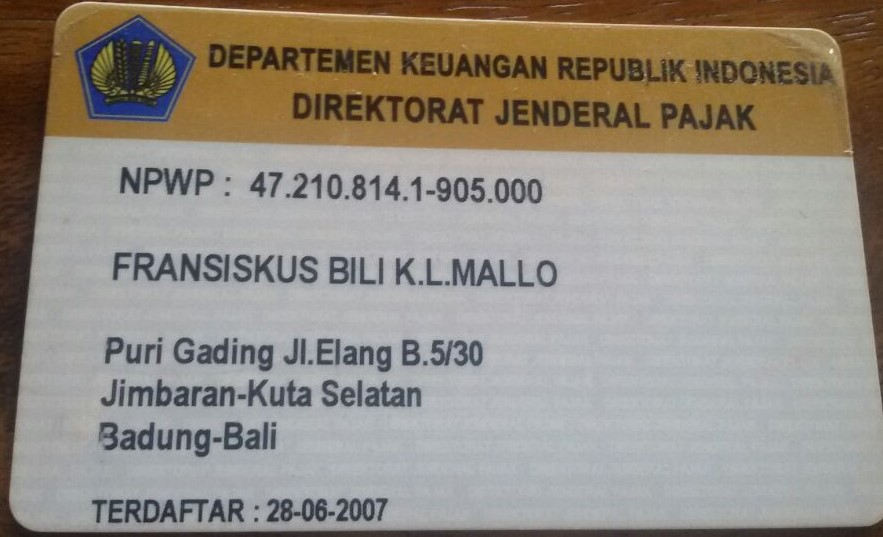 DEPARTEMEN KEUANGAN REPUBLIK INDONESIA
DIREKTORAT JENDERAL PAJAK
NPWP : 47.210.814.1-905.000
FRANSISKUS BILI K.L.MALLO
Puri Gading Jl.Elang B.5/30
Jimbaran-Kuta Selatan
Badung-Bali
TERDAFTAR : 28-06-2007